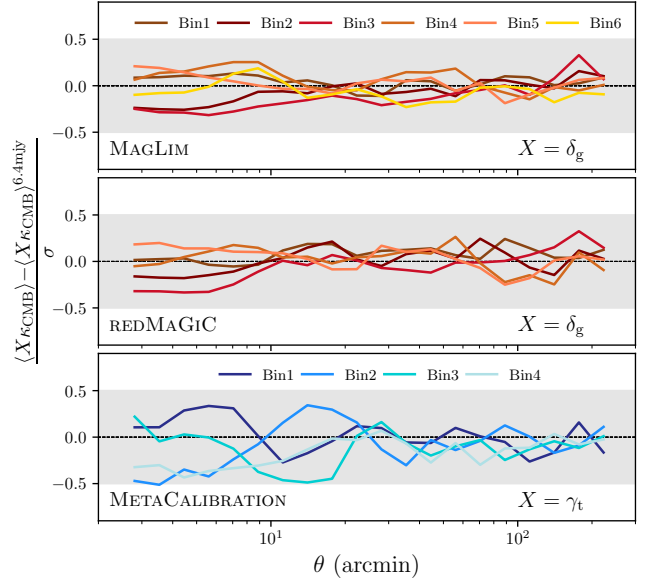 Bin1 Bin2 Bin3 Bin4 Bin5 Bin6
0.5
0.0
−0.5
MagLim X = δg
0.5
0.0
−0.5
redMaGiC X = δg
Bin1 Bin2 Bin3 Bin4
0.5
0.0
−0.5
MetaCalibration X = γt
10¹ 10²
θ (arcmin)
⟨XκCMB⟩ − ⟨XκCMB⟩^6.4mjy
σ